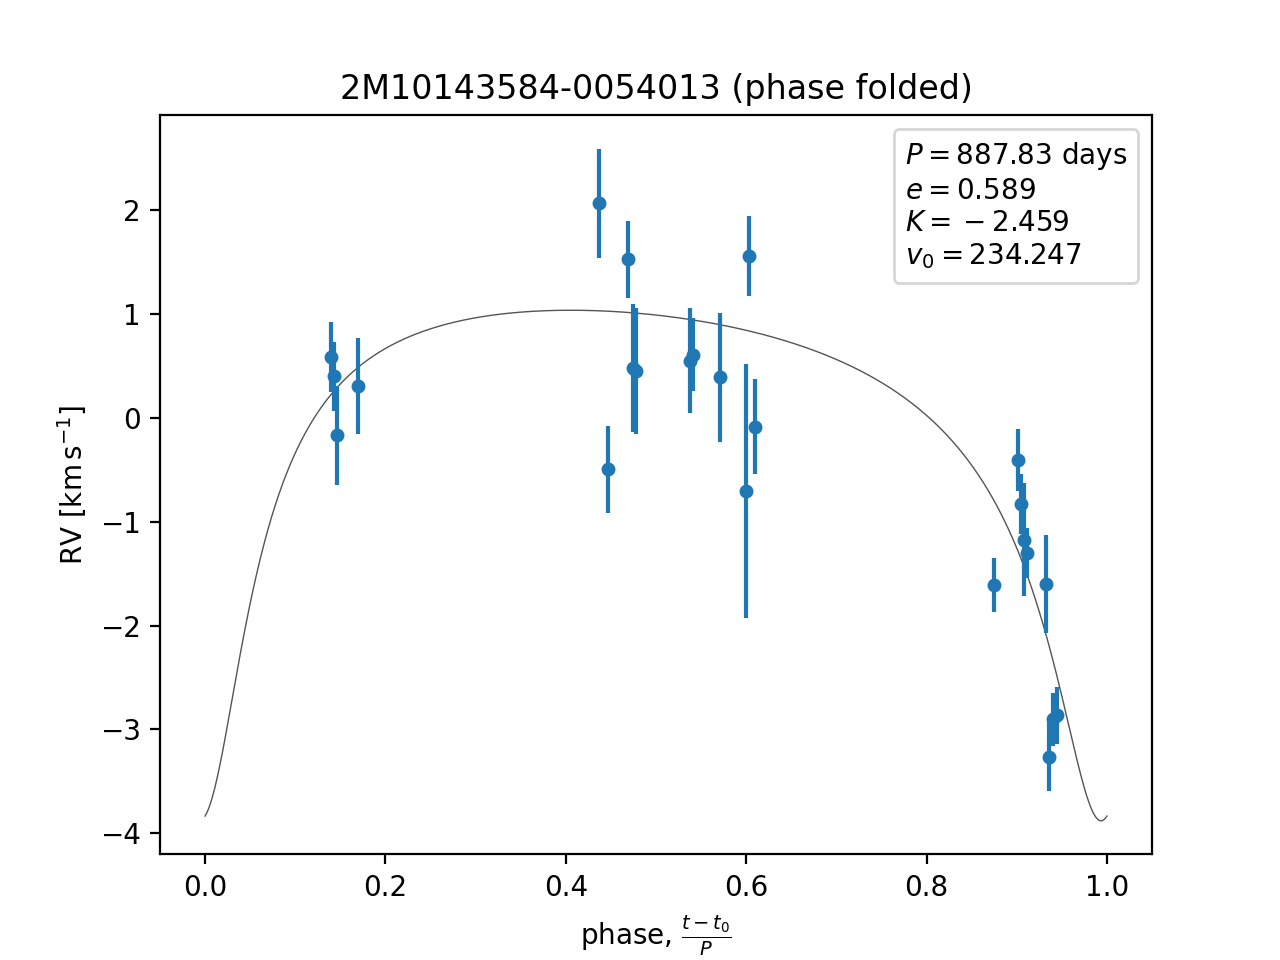 2M10143584-0054013 (phase folded)
P = 887.83 days
e = 0.589
K = −2.459
v₀ = 234.247
RV [km s⁻¹]
2
1
0
−1
−2
−3
−4
0.0 0.2 0.4 0.6 0.8 1.0
phase, (t − t₀)/P